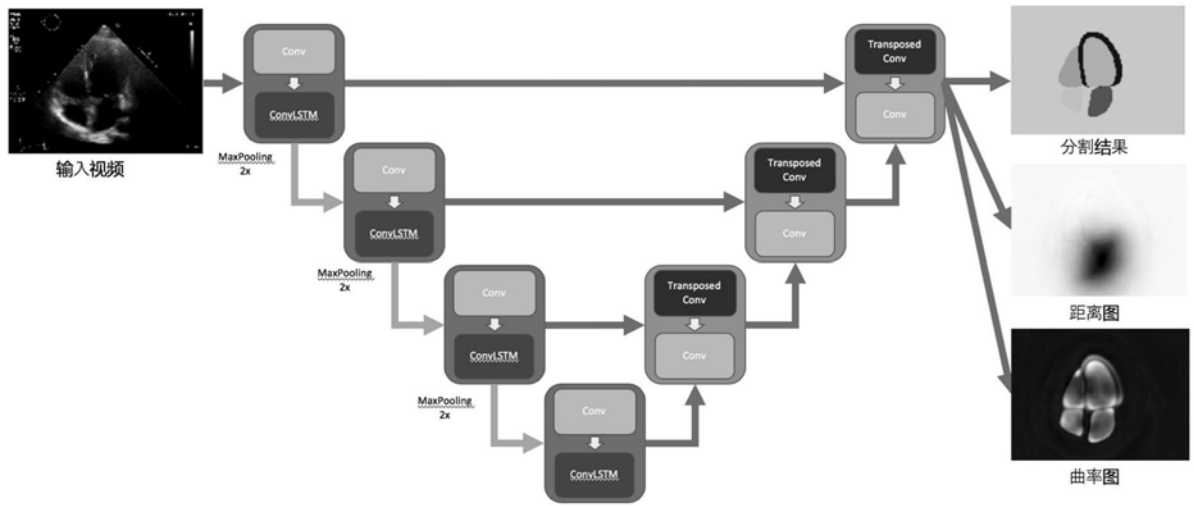 输入视频
Conv
ConvLSTM
MaxPooling
2x
Conv
ConvLSTM
MaxPooling
2x
Conv
ConvLSTM
MaxPooling
2x
Conv
ConvLSTM
Transposed
Conv
Conv
Transposed
Conv
Conv
Transposed
Conv
Conv
分割结果
距离图
曲率图